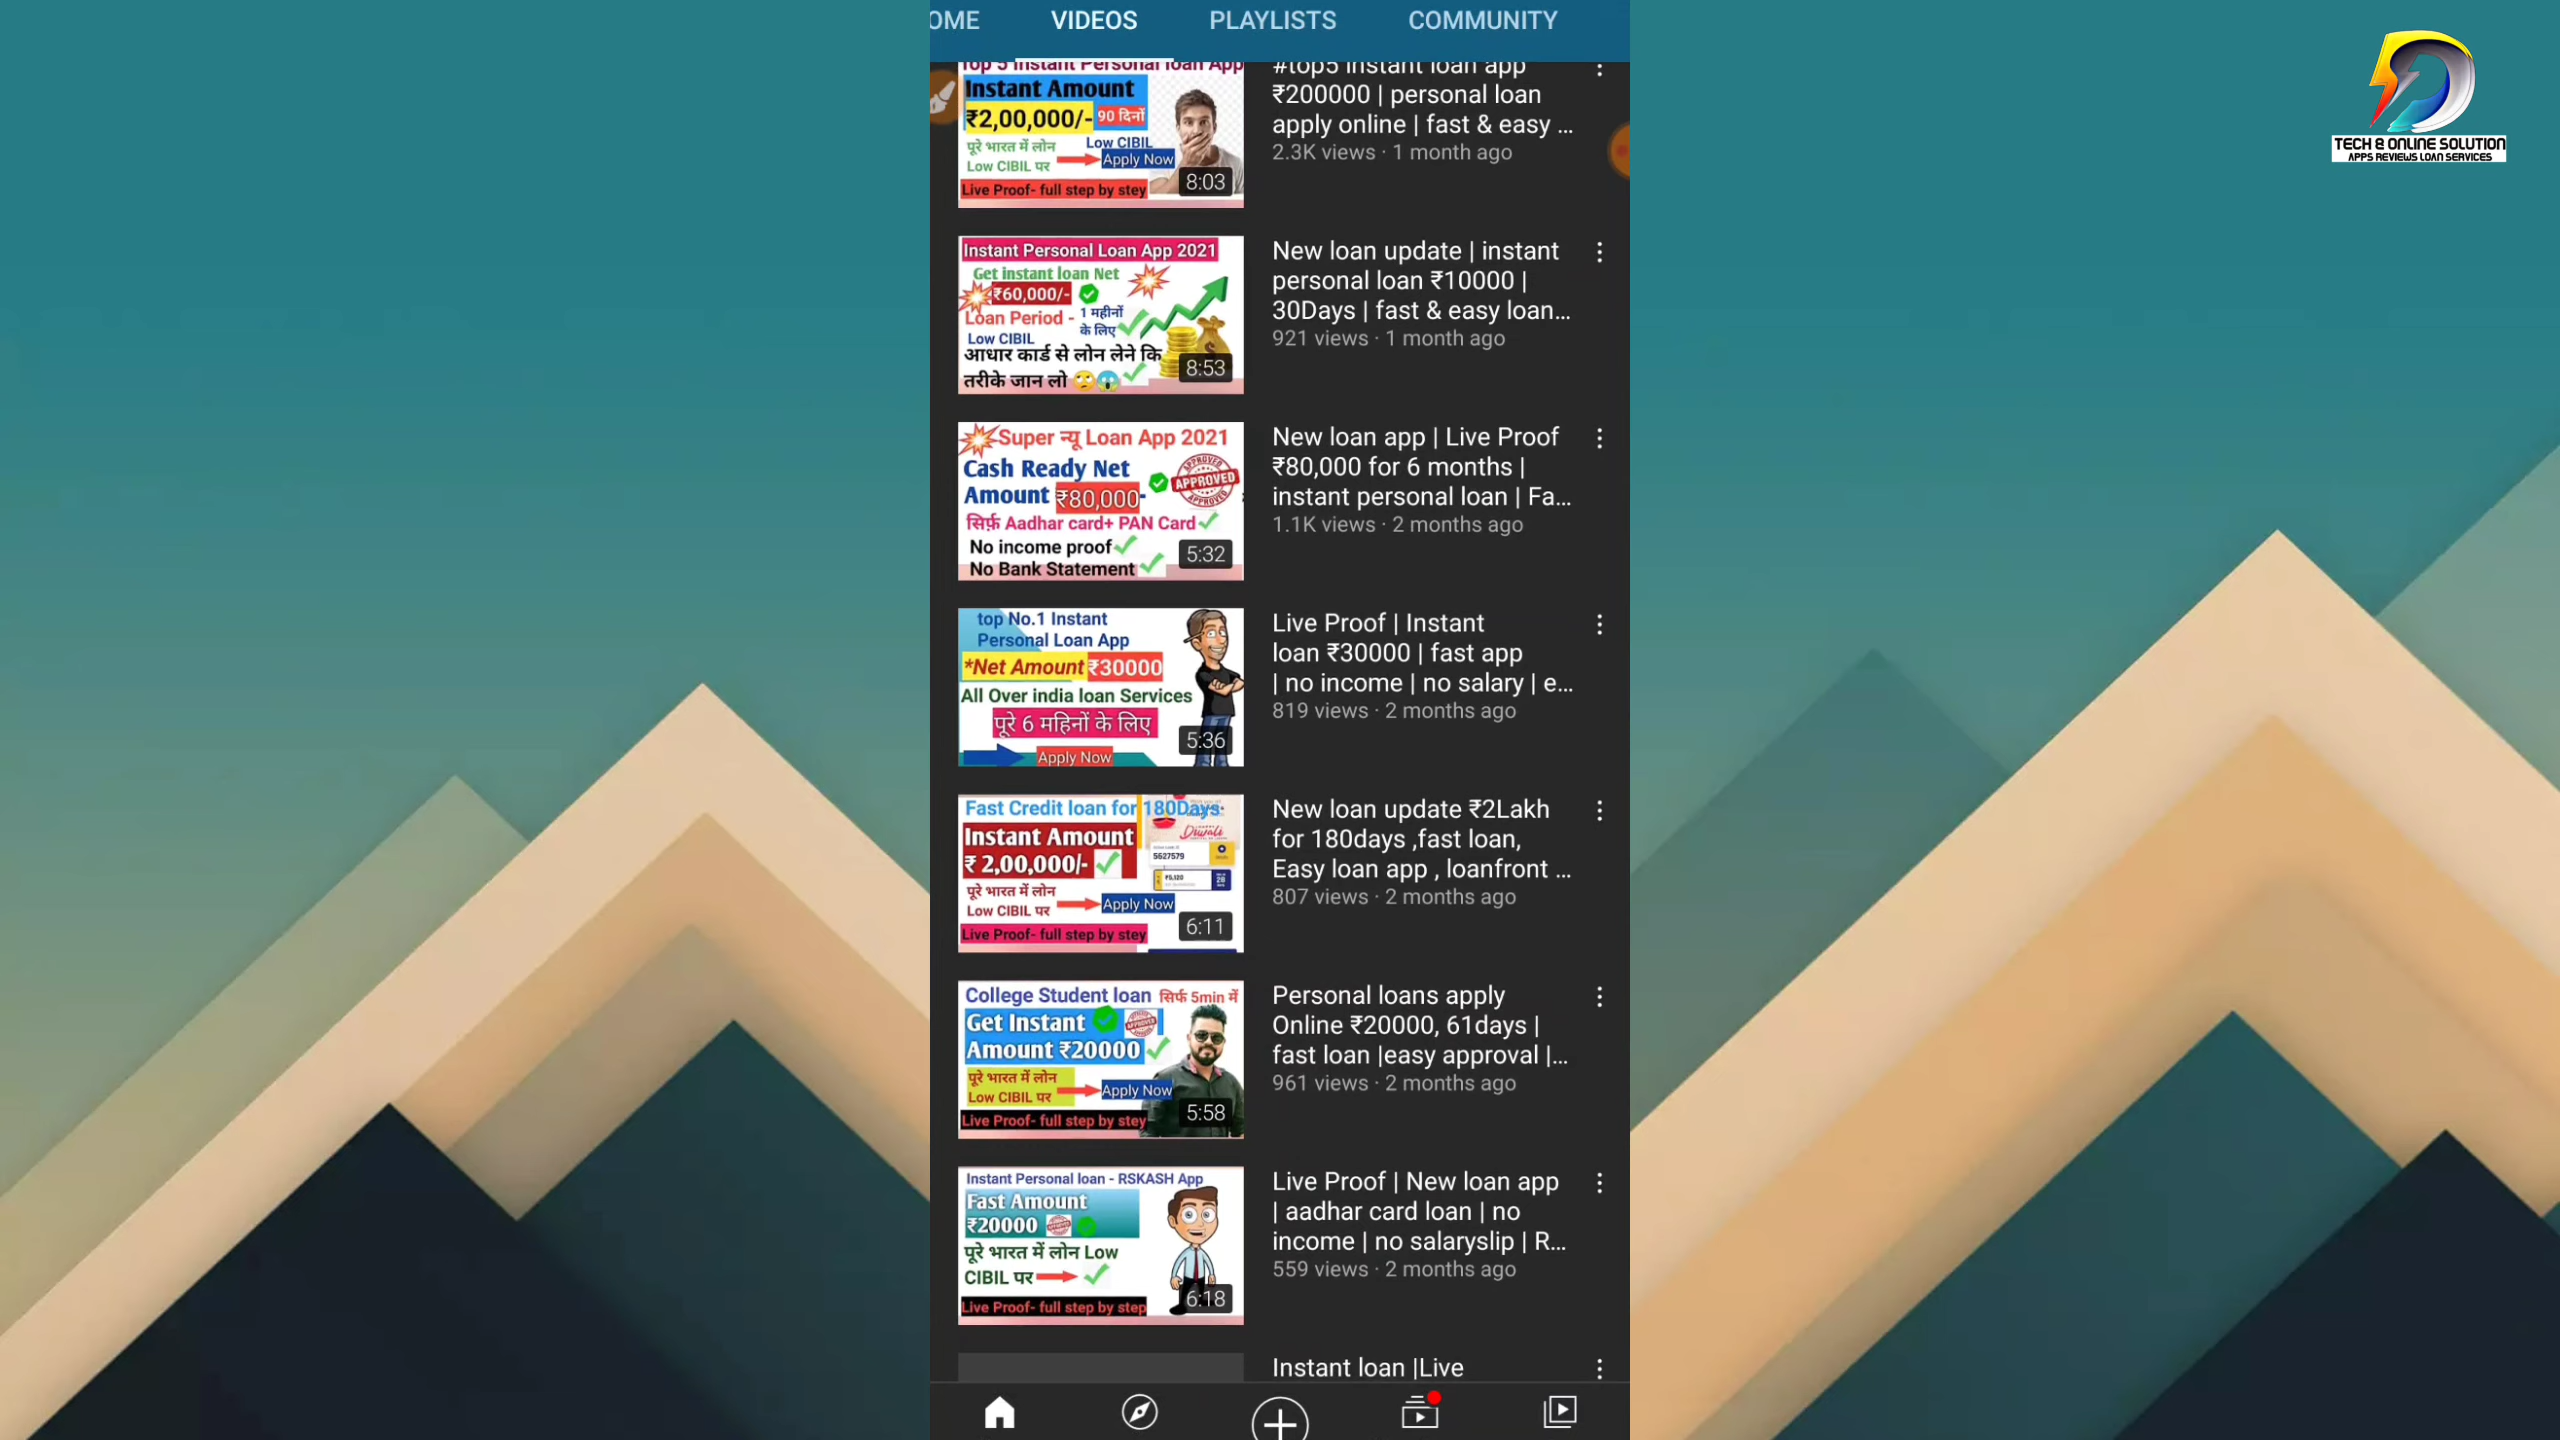 OME VIDEOS PLAYLISTS COMMUNITY
TECH & ONLINE SOLUTION
APPS REVIEWS LOAN SERVICES
Top 5 Instant Personal loan App
Instant Amount
₹2,00,000/- 90 दिनों
पूरे भारत में लोन Low CIBIL
Low CIBIL पर Apply Now
Live Proof- full step by stey
8:03
#top5 instant loan app
₹200000 | personal loan
apply online | fast & easy ...
2.3K views · 1 month ago
Instant Personal Loan App 2021
Get instant loan Net
₹60,000/-
Loan Period - 1 महीनों
के लिए
Low CIBIL
आधार कार्ड से लोन लेने कि
तरीके जान लो
8:53
New loan update | instant
personal loan ₹10000 |
30Days | fast & easy loan...
921 views · 1 month ago
Super न्यू Loan App 2021
Cash Ready Net
Amount ₹80,000-
APPROVED
सिर्फ़ Aadhar card+ PAN Card
No income proof
No Bank Statement
5:32
New loan app | Live Proof
₹80,000 for 6 months |
instant personal loan | Fa...
1.1K views · 2 months ago
top No.1 Instant
Personal Loan App
*Net Amount ₹30000
All Over india loan Services
पूरे 6 महिनों के लिए
Apply Now
5:36
Live Proof | Instant
loan ₹30000 | fast app
| no income | no salary | e...
819 views · 2 months ago
Fast Credit loan for 180Days
Instant Amount
₹ 2,00,000/-
Diwali
5627579
₹5,120
28
पूरे भारत में लोन
Low CIBIL पर Apply Now
Live Proof- full step by stey
6:11
New loan update ₹2Lakh
for 180days ,fast loan,
Easy loan app , loanfront ...
807 views · 2 months ago
College Student loan सिर्फ 5min में
Get Instant
Amount ₹20000
पूरे भारत में लोन
Low CIBIL पर Apply Now
Live Proof- full step by stey
5:58
Personal loans apply
Online ₹20000, 61days |
fast loan |easy approval |...
961 views · 2 months ago
Instant Personal loan - RSKASH App
Fast Amount
₹20000
पूरे भारत में लोन Low
CIBIL पर
Live Proof- full step by step
6:18
Live Proof | New loan app
| aadhar card loan | no
income | no salaryslip | R...
559 views · 2 months ago
Instant loan |Live